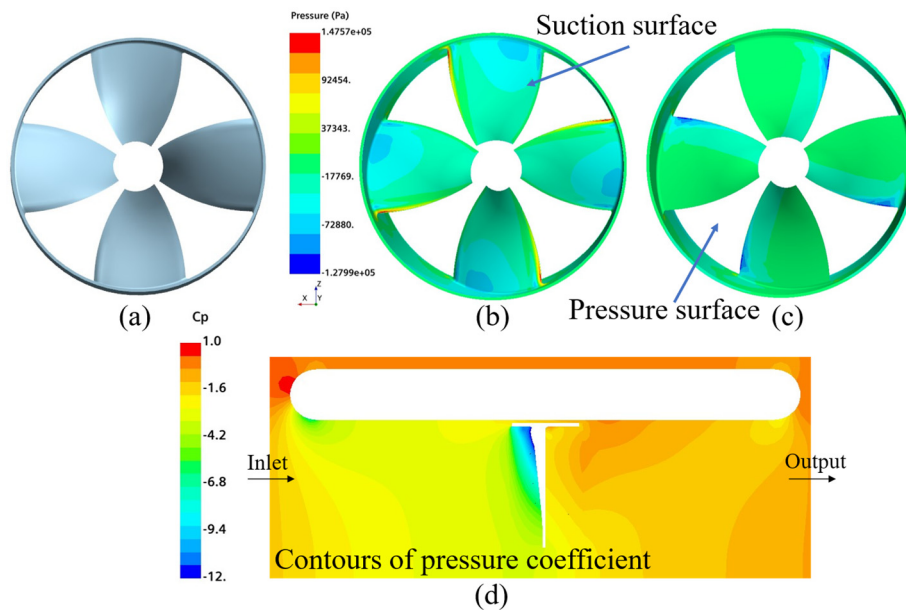 Pressure (Pa)
1.4757e+05
92454.
37343.
-17769.
-72880.
-1.2799e+05
Z
X
Y
Suction surface
Pressure surface
(a)
(b)
(c)
Cp
1.0
-1.6
-4.2
-6.8
-9.4
-12.
Inlet
Output
Contours of pressure coefficient
(d)